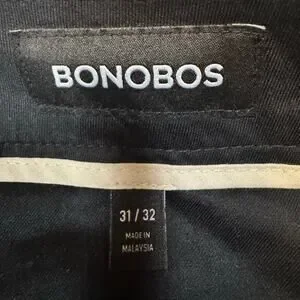 BONOBOS
31 / 32
MADE IN
MALAYSIA